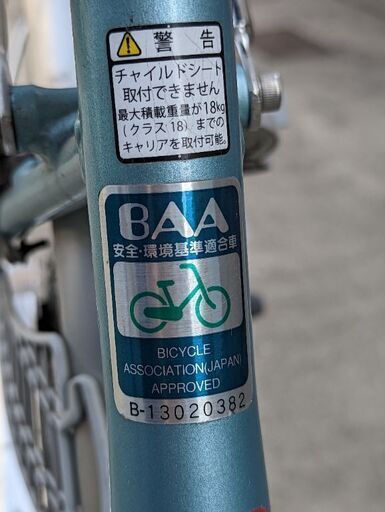 警告
チャイルドシート
取付できません
最大積載重量が18kg
(クラス18)までの
キャリアを取付可能。
BAA
安全・環境基準適合車
BICYCLE
ASSOCIATION(JAPAN)
APPROVED
B-13020382